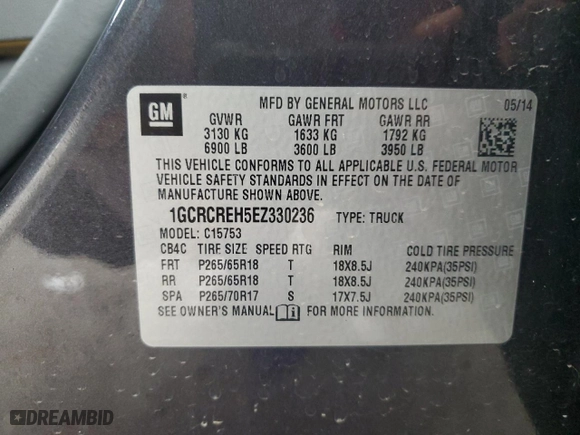 GM
®
MFD BY GENERAL MOTORS LLC 05/14
GVWR GAWR FRT GAWR RR
3130 KG 1633 KG 1792 KG
6900 LB 3600 LB 3950 LB
THIS VEHICLE CONFORMS TO ALL APPLICABLE U.S. FEDERAL MOTOR
VEHICLE SAFETY STANDARDS IN EFFECT ON THE DATE OF
MANUFACTURE SHOWN ABOVE.
1GCRCREH5EZ330236 TYPE: TRUCK
MODEL: C15753
CB4C TIRE SIZE SPEED RTG RIM COLD TIRE PRESSURE
FRT P265/65R18 T 18X8.5J 240KPA(35PSI)
RR P265/65R18 T 18X8.5J 240KPA(35PSI)
SPA P265/70R17 S 17X7.5J 240KPA(35PSI)
SEE OWNER'S MANUAL FOR MORE INFORMATION.
DREAMBID